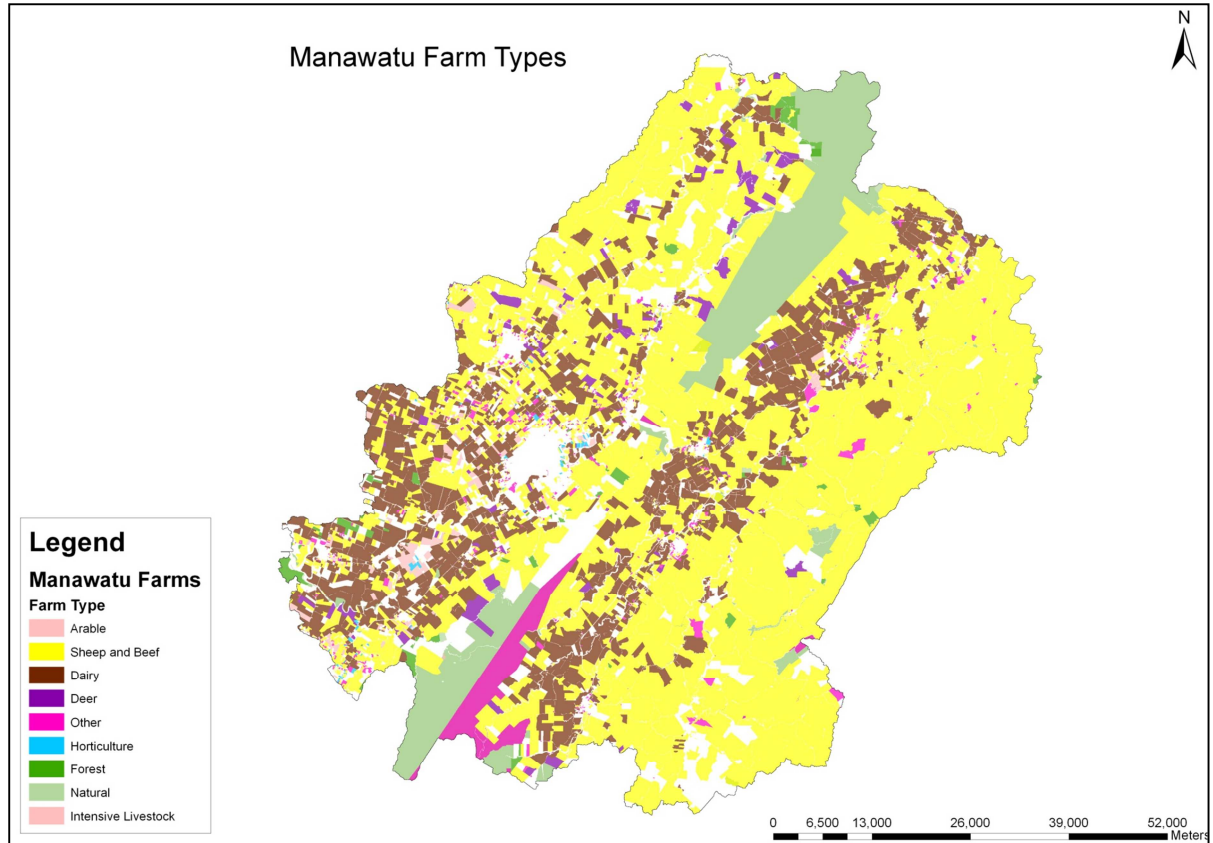 N
Manawatu Farm Types
Legend
Manawatu Farms
Farm Type
Arable
Sheep and Beef
Dairy
Deer
Other
Horticulture
Forest
Natural
Intensive Livestock
0 6,500 13,000 26,000 39,000 52,000
Meters